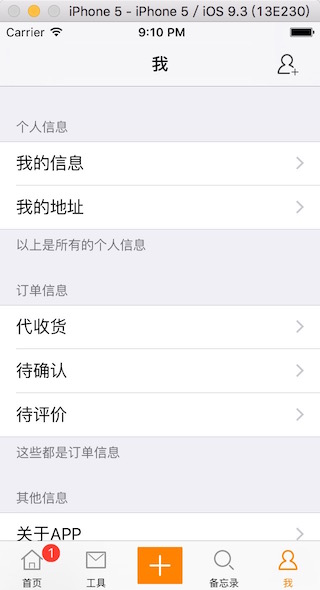 iPhone 5 - iPhone 5 / iOS 9.3 (13E230)
Carrier 9:10 PM
我
个人信息
我的信息
我的地址
以上是所有的个人信息
订单信息
代收货
待确认
待评价
这些都是订单信息
其他信息
关于APP
1
首页 工具 备忘录 我